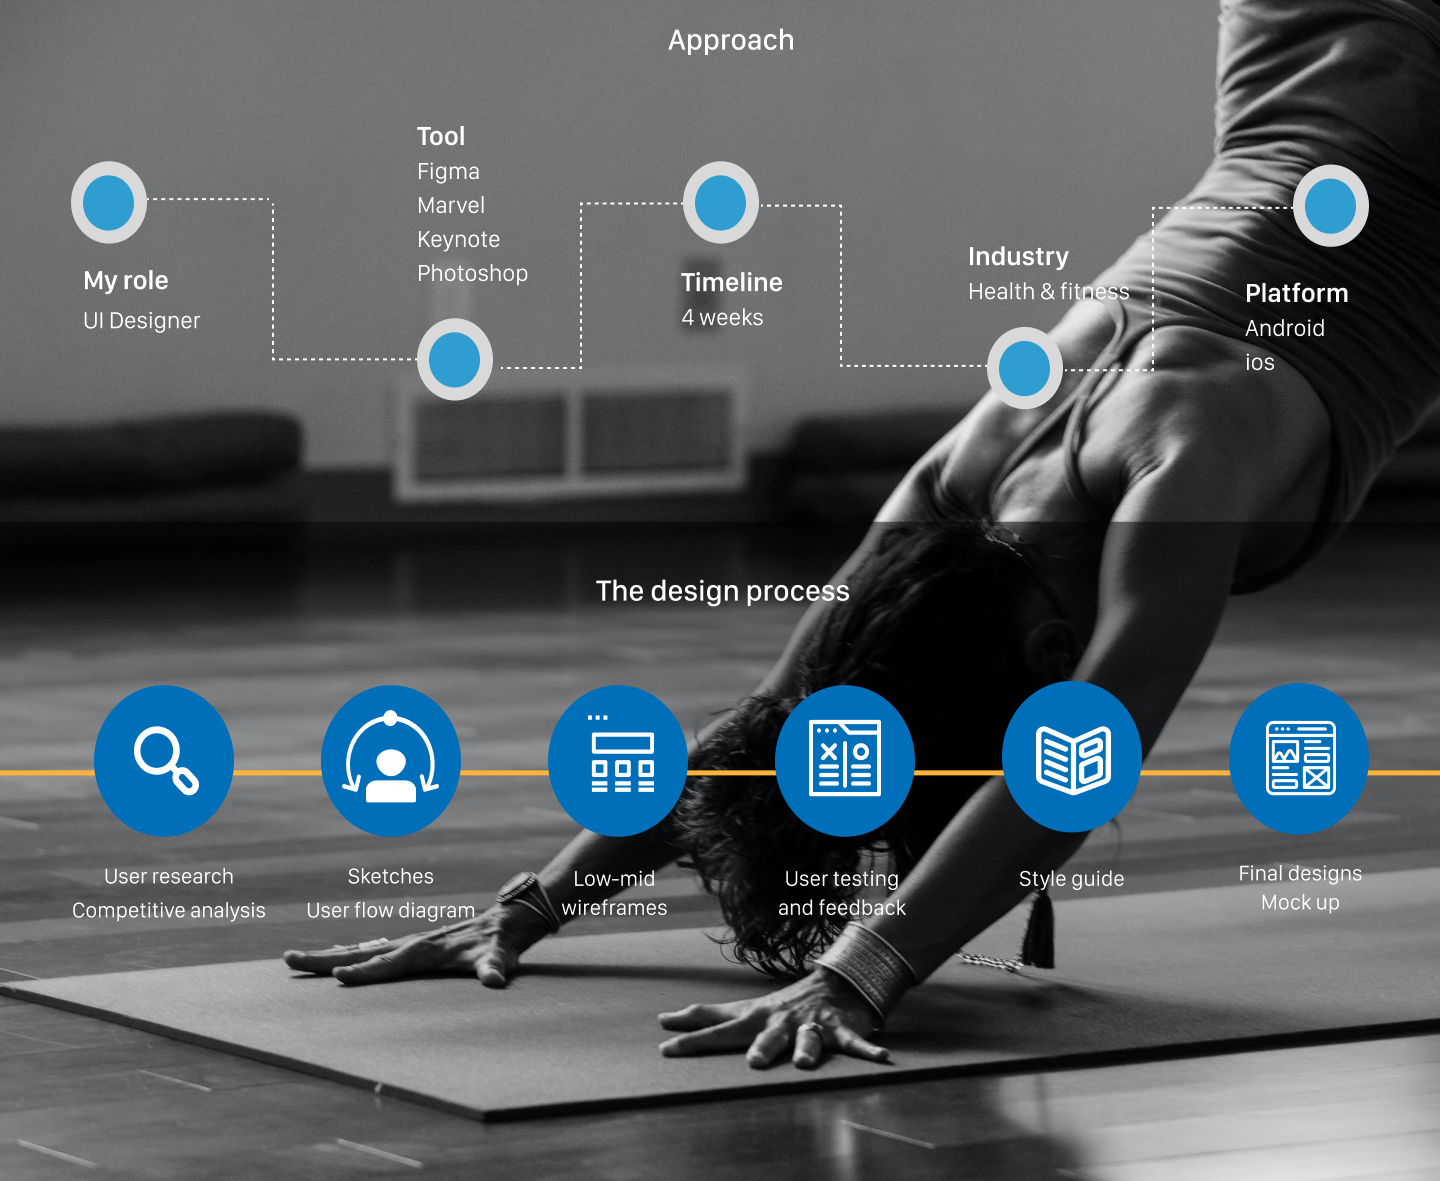 Approach
My role
UI Designer
Tool
Figma
Marvel
Keynote
Photoshop
Timeline
4 weeks
Industry
Health & fitness
Platform
Android
ios
The design process
User research
Competitive analysis
Sketches
User flow diagram
Low-mid
wireframes
User testing
and feedback
Style guide
Final designs
Mock up